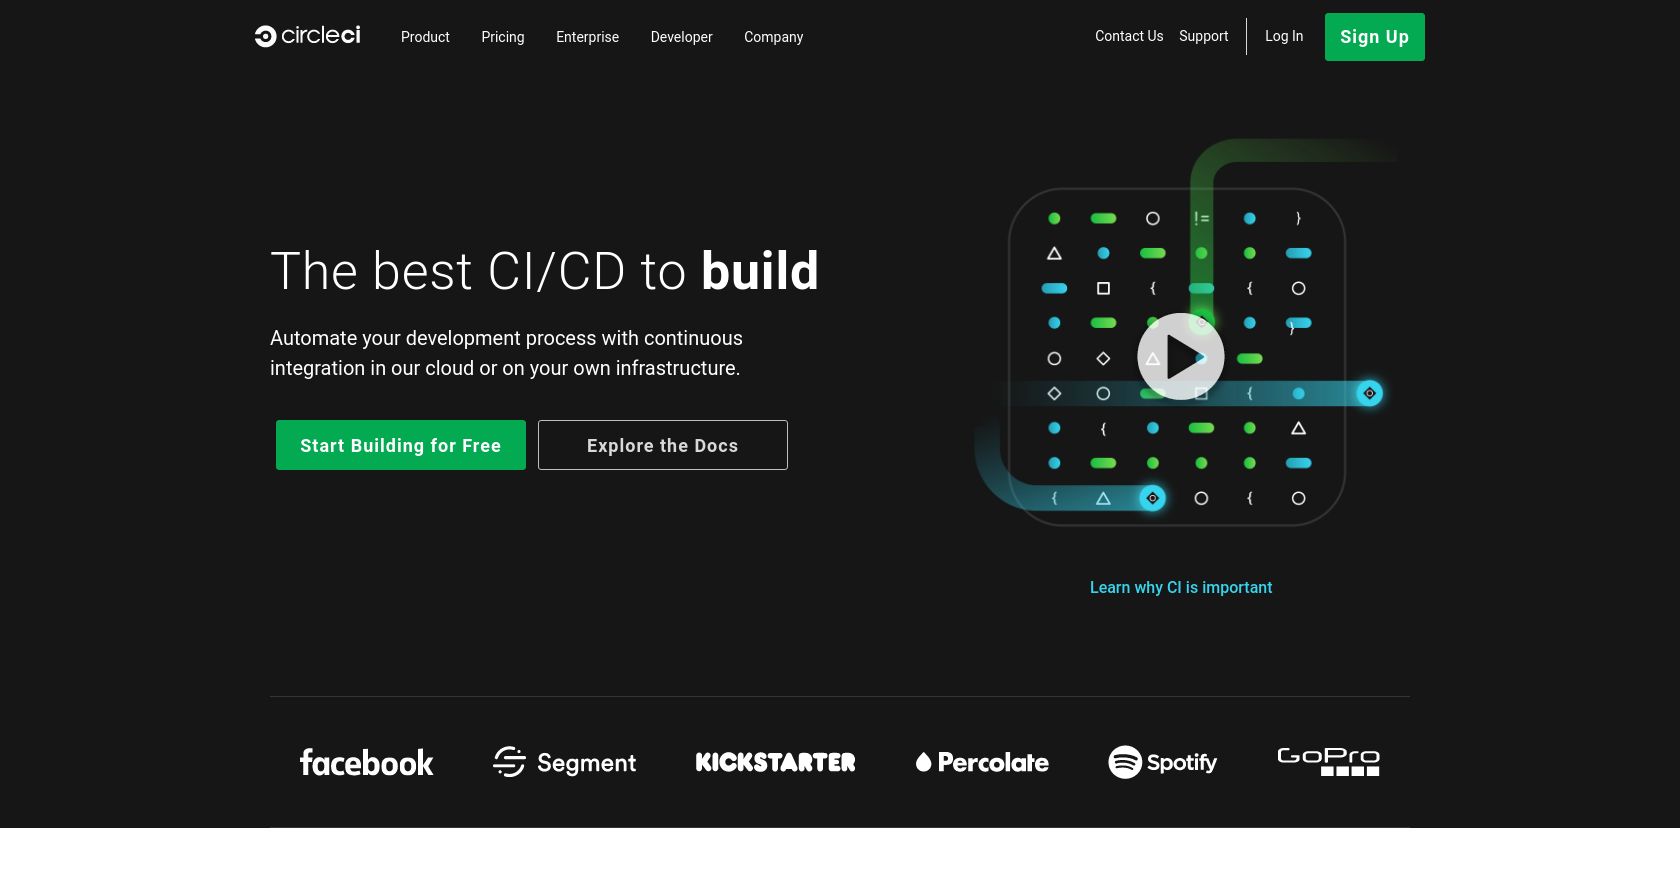 circleci
Product Pricing Enterprise Developer Company
Contact Us Support Log In Sign Up
The best CI/CD to build
Automate your development process with continuous
integration in our cloud or on your own infrastructure.
Start Building for Free
Explore the Docs
!= }
{ {
}
{
{
{ {
Learn why CI is important
facebook Segment KICKSTARTER Percolate Spotify GoPro